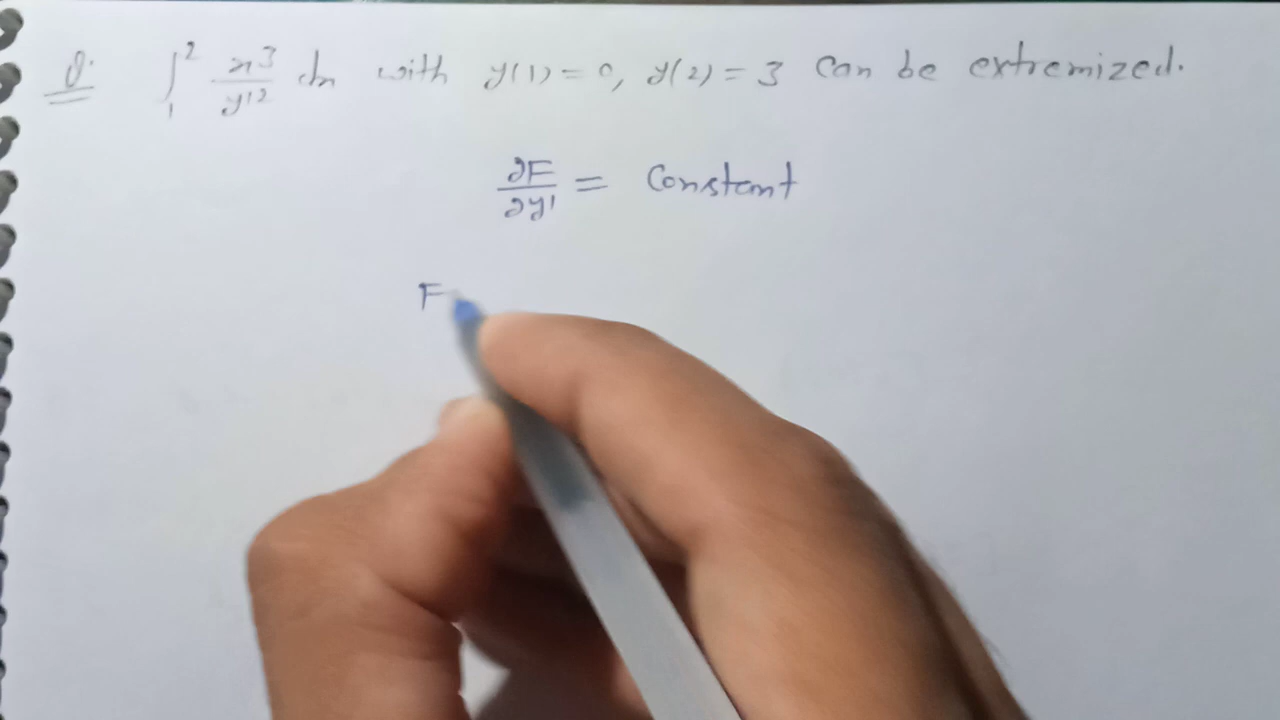 Q. ∫₁² x³/y'² dx with y(1) = 0, y(2) = 3 can be extremized.
∂F/∂y' = Constant
F